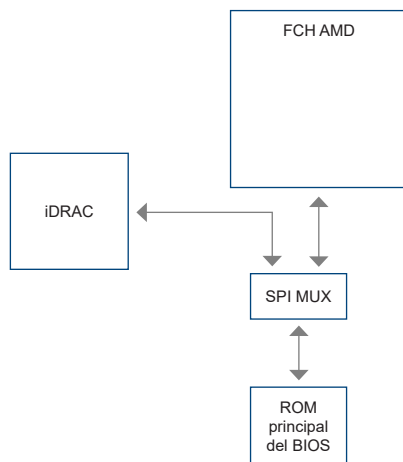 FCH AMD
iDRAC
SPI MUX
ROM
principal
del BIOS